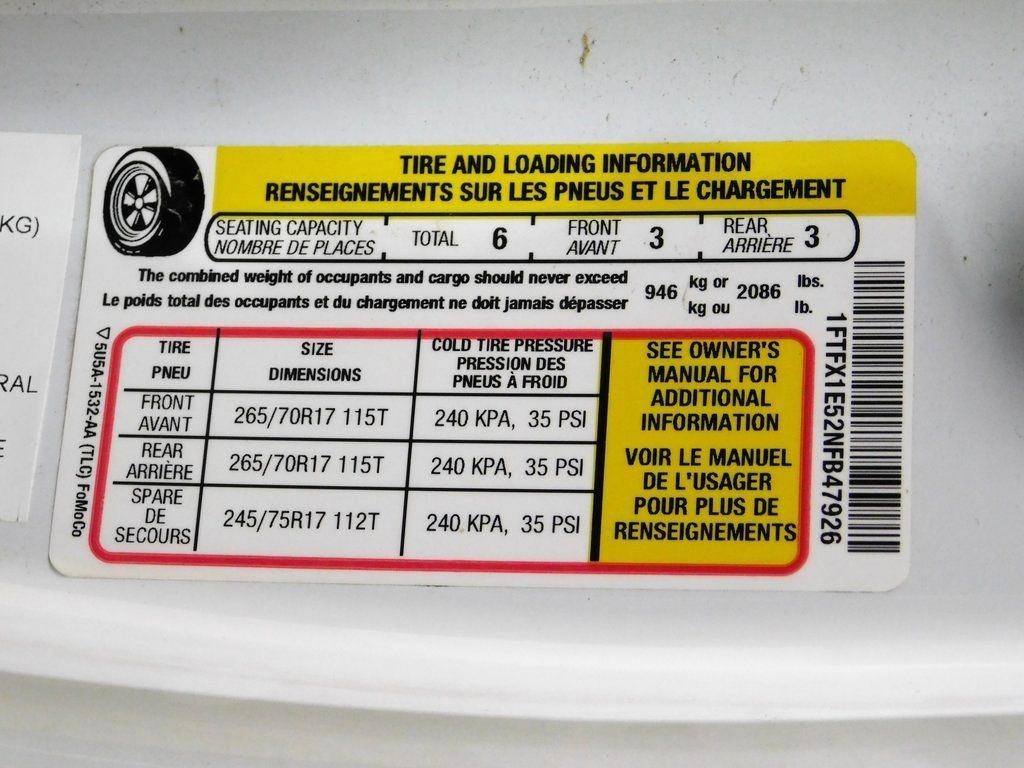 KG)
RAL
E
TIRE AND LOADING INFORMATION
RENSEIGNEMENTS SUR LES PNEUS ET LE CHARGEMENT
SEATING CAPACITY TOTAL 6 FRONT 3 REAR 3
NOMBRE DE PLACES AVANT ARRIÈRE
The combined weight of occupants and cargo should never exceed 946 kg or 2086 lbs.
Le poids total des occupants et du chargement ne doit jamais dépasser kg ou lb.
TIRE SIZE COLD TIRE PRESSURE
PNEU DIMENSIONS PRESSION DES
PNEUS À FROID
FRONT
AVANT 265/70R17 115T 240 KPA, 35 PSI
REAR
ARRIÈRE 265/70R17 115T 240 KPA, 35 PSI
SPARE
DE
SECOURS 245/75R17 112T 240 KPA, 35 PSI
SEE OWNER'S
MANUAL FOR
ADDITIONAL
INFORMATION
VOIR LE MANUEL
DE L'USAGER
POUR PLUS DE
RENSEIGNEMENTS
5U5A-1532-AA (TLC) FoMoCo
1FTFX1E52NFB47926